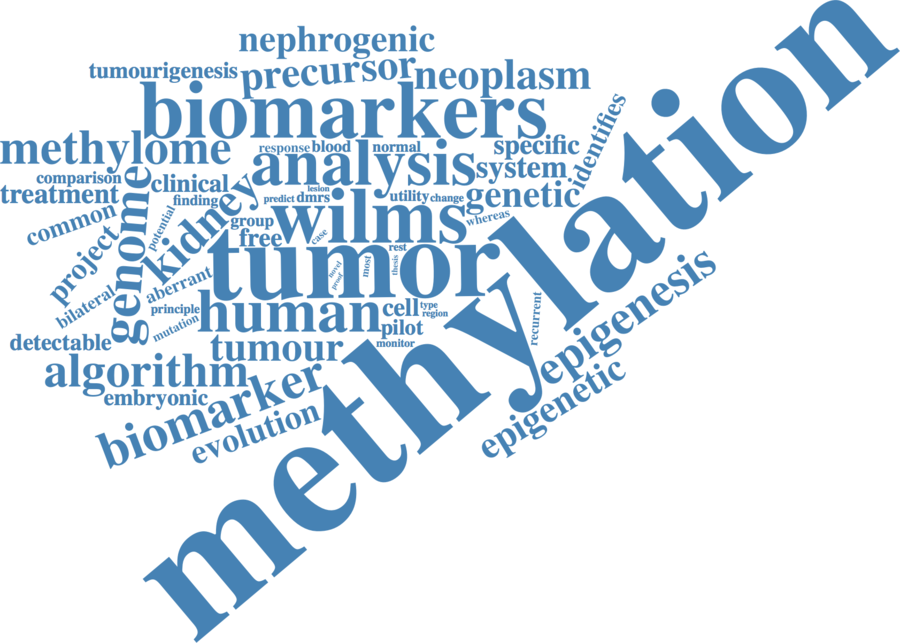 methylation
nephrogenic
tumourigenesis
precursor
neoplasm
biomarkers
identifies
methylome
response
blood
normal
specific
analysis
system
comparison
treatment
genome
clinical
finding
kidney
lesion
predict
dmrs
utility
change
genetic
whereas
common
potential
group
wilms
free
case
project
tumor
rest
thesis
most
novel
proof
aberrant
bilateral
principle
mutation
human
cell
type
region
pilot
monitor
recurrent
epigenesis
detectable
tumour
algorithm
embryonic
biomarker
evolution
epigenetic